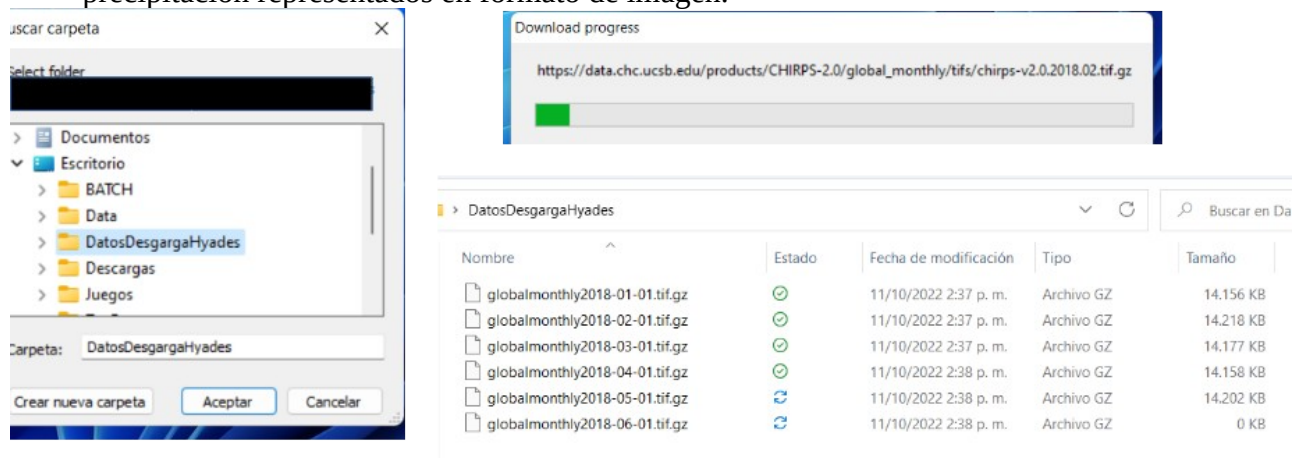 precipitación representados en formato de imagen.
uscar carpeta
Select folder
Documentos
Escritorio
BATCH
Data
DatosDesgargaHyades
Descargas
Juegos
Carpeta: DatosDesgargaHyades
Crear nueva carpeta Aceptar Cancelar
Download progress
https://data.chc.ucsb.edu/products/CHIRPS-2.0/global_monthly/tifs/chirps-v2.0.2018.02.tif.gz
> DatosDesgargaHyades Buscar en Da
Nombre Estado Fecha de modificación Tipo Tamaño
globalmonthly2018-01-01.tif.gz 11/10/2022 2:37 p. m. Archivo GZ 14.156 KB
globalmonthly2018-02-01.tif.gz 11/10/2022 2:37 p. m. Archivo GZ 14.218 KB
globalmonthly2018-03-01.tif.gz 11/10/2022 2:37 p. m. Archivo GZ 14.177 KB
globalmonthly2018-04-01.tif.gz 11/10/2022 2:38 p. m. Archivo GZ 14.158 KB
globalmonthly2018-05-01.tif.gz 11/10/2022 2:38 p. m. Archivo GZ 14.202 KB
globalmonthly2018-06-01.tif.gz 11/10/2022 2:38 p. m. Archivo GZ 0 KB